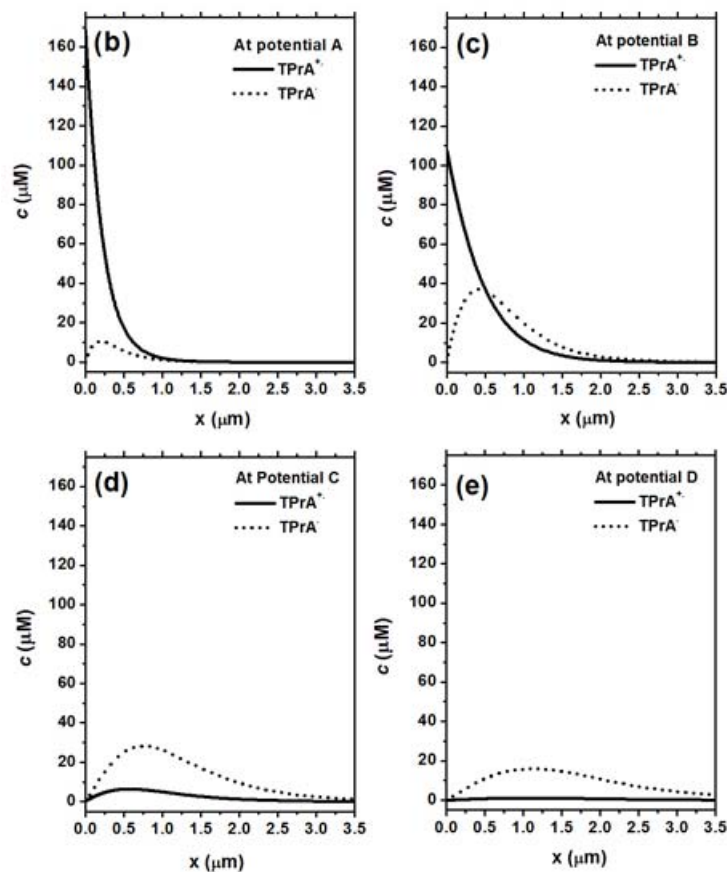 (b)
At potential A
TPrA+.
TPrA.
160
140
120
100
80
60
40
20
0
c (μM)
0.0 0.5 1.0 1.5 2.0 2.5 3.0 3.5
x (μm)
(c)
At potential B
TPrA+.
TPrA.
160
140
120
100
80
60
40
20
0
c (μM)
0.0 0.5 1.0 1.5 2.0 2.5 3.0 3.5
x (μm)
(d)
At Potential C
TPrA+.
TPrA.
160
140
120
100
80
60
40
20
0
c (μM)
0.0 0.5 1.0 1.5 2.0 2.5 3.0 3.5
x (μm)
(e)
At potential D
TPrA+.
TPrA.
160
140
120
100
80
60
40
20
0
c (μM)
0.0 0.5 1.0 1.5 2.0 2.5 3.0 3.5
x (μm)